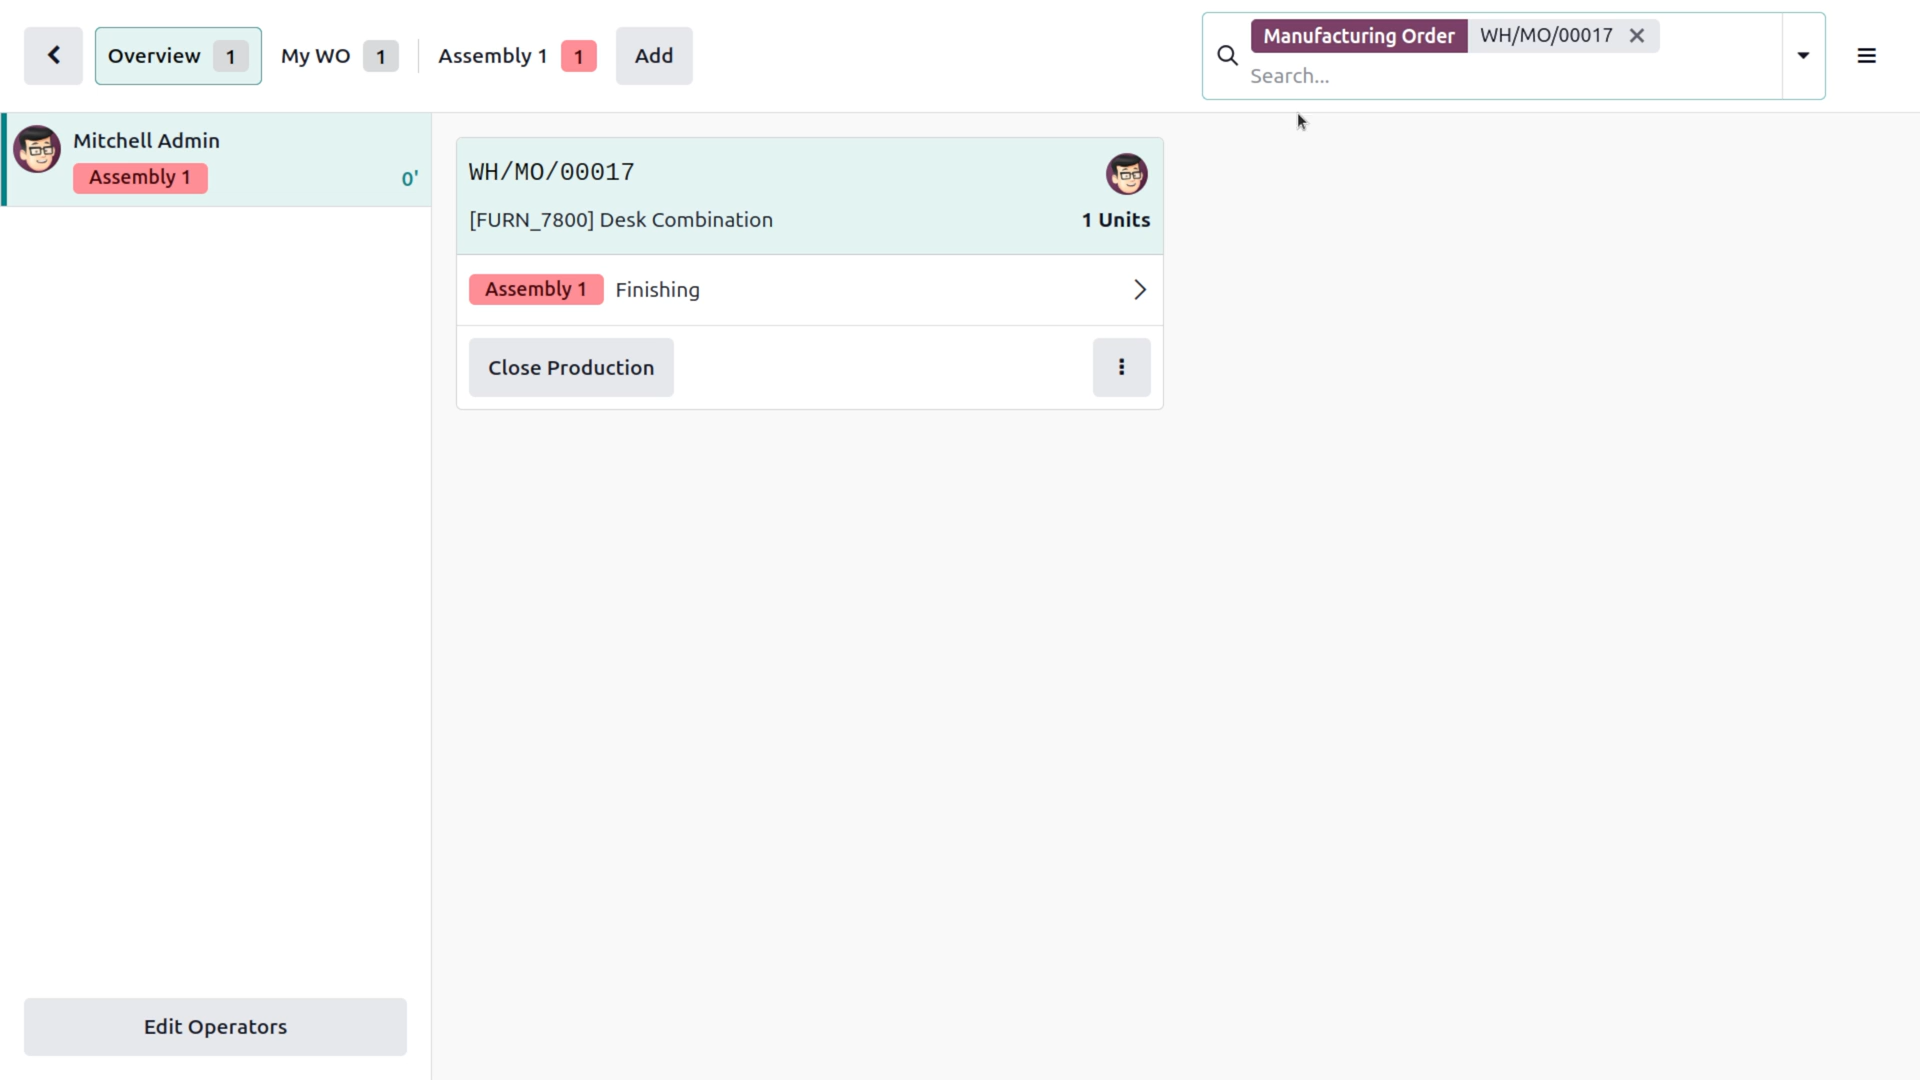 Overview 1 My WO 1 Assembly 1 1 Add
Manufacturing Order WH/MO/00017
Search...
Mitchell Admin
Assembly 1 0'
WH/MO/00017
[FURN_7800] Desk Combination 1 Units
Assembly 1 Finishing
Close Production
Edit Operators